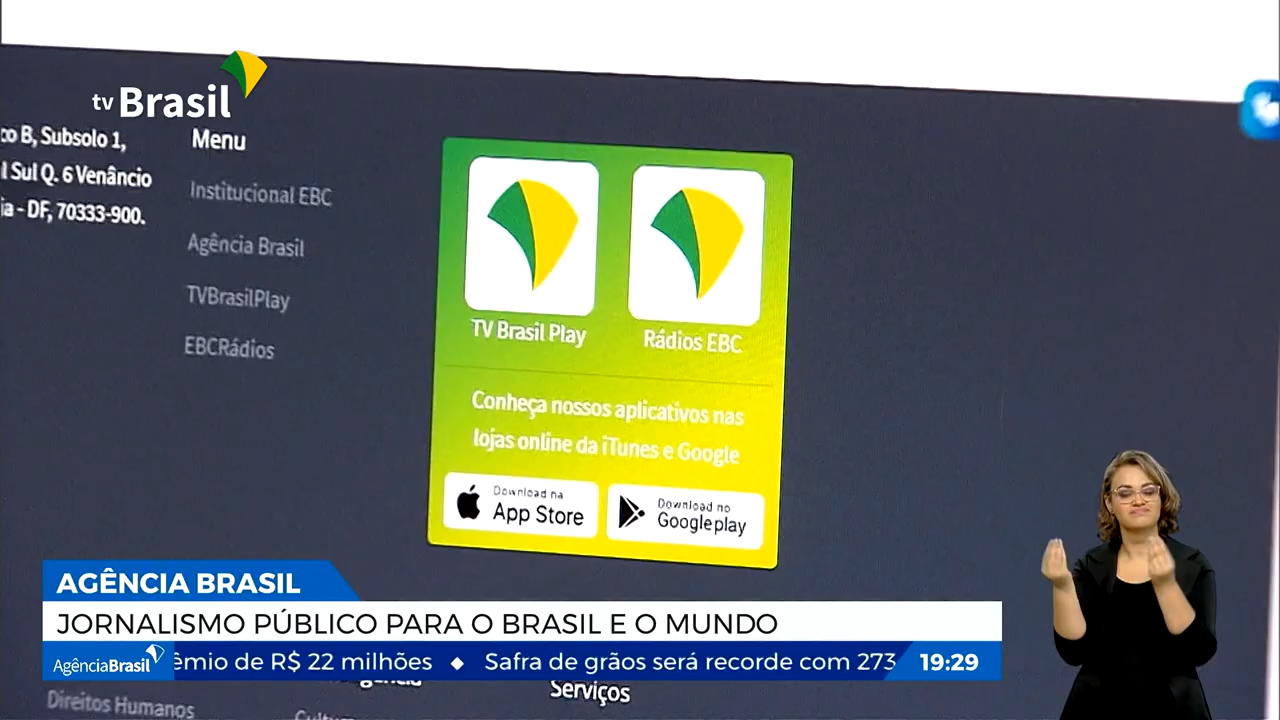 tv Brasil
co B, Subsolo 1,
l Sul Q. 6 Venâncio
ia - DF, 70333-900.
Menu
Institucional EBC
Agência Brasil
TVBrasilPlay
EBCRádios
TV Brasil Play
Rádios EBC
Conheça nossos aplicativos nas
lojas online da iTunes e Google
Download na
App Store
Download no
Google play
AGÊNCIA BRASIL
JORNALISMO PÚBLICO PARA O BRASIL E O MUNDO
AgênciaBrasil
êmio de R$ 22 milhões ◆ Safra de grãos será recorde com 273
19:29
Direitos Humanos
Serviços